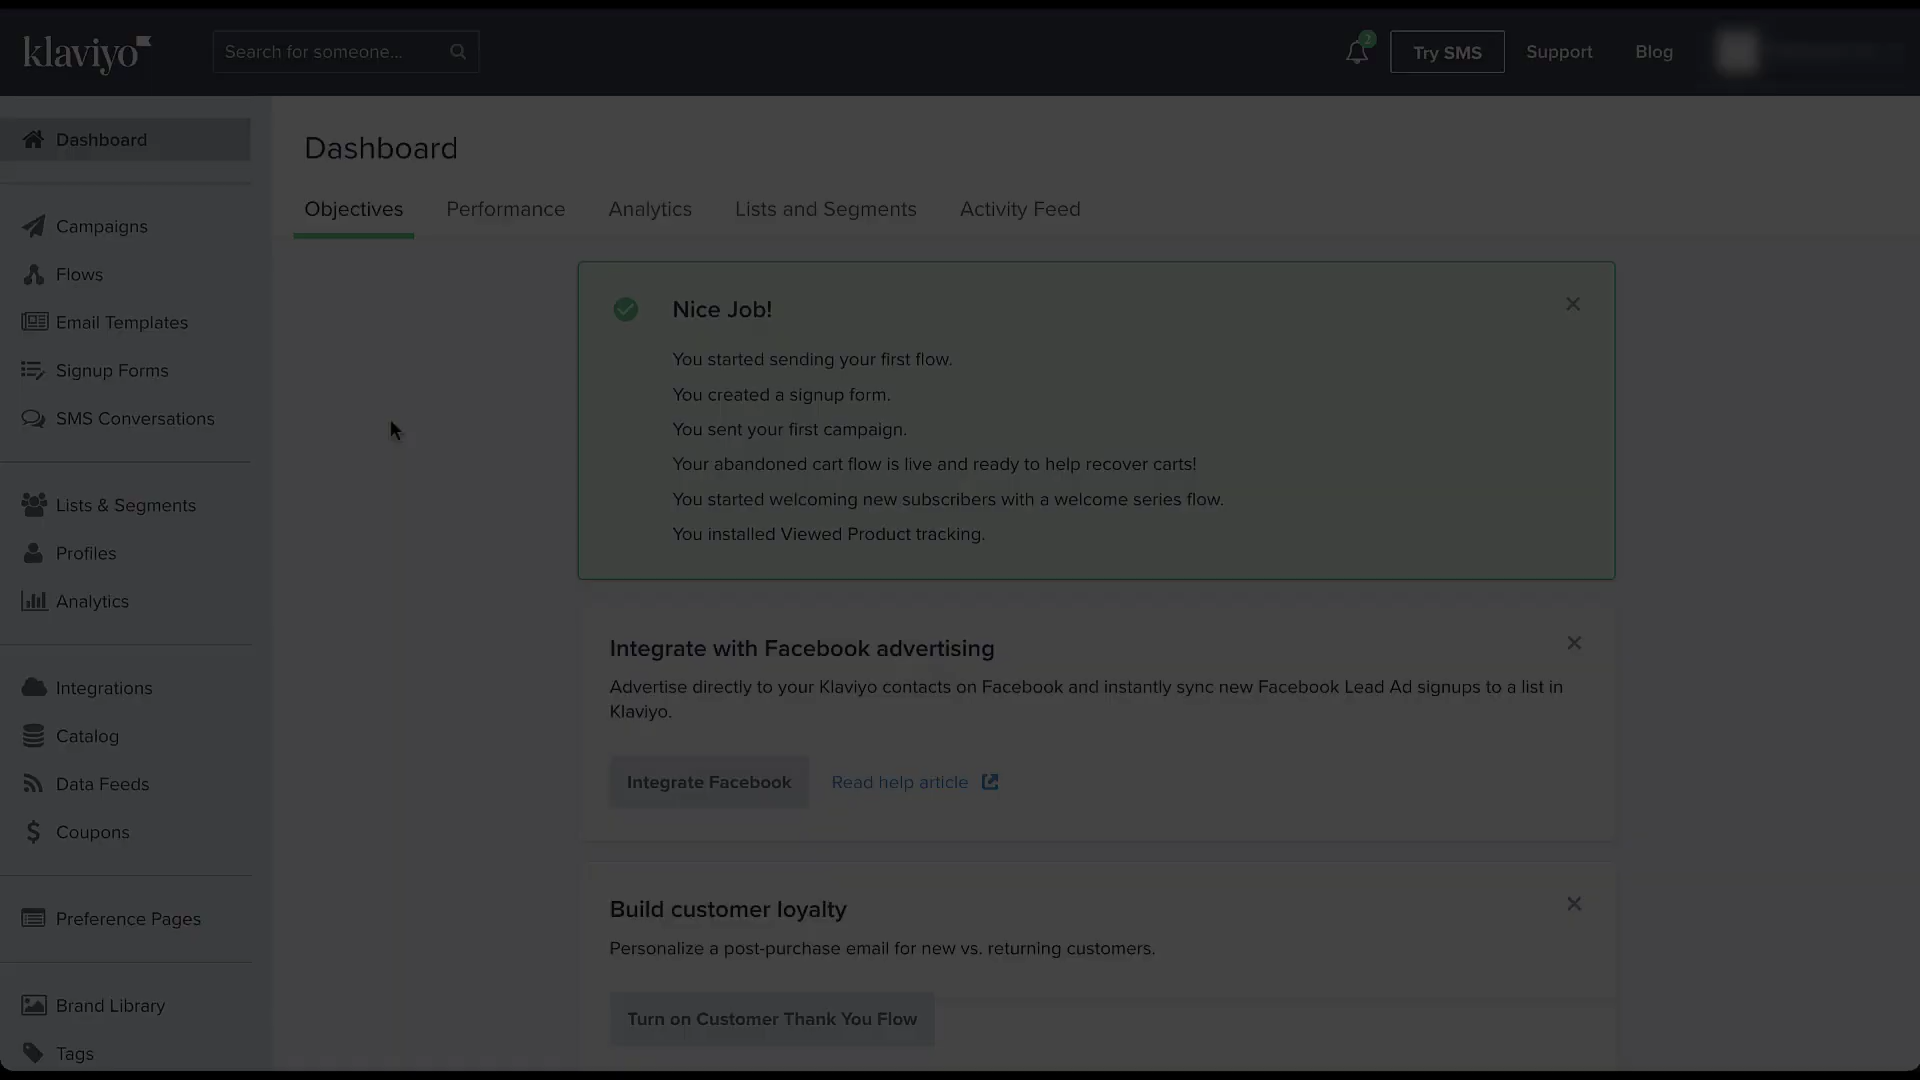 klaviyo
Search for someone...
2
Try SMS
Support
Blog
Dashboard
Campaigns
Flows
Email Templates
Signup Forms
SMS Conversations
Lists & Segments
Profiles
Analytics
Integrations
Catalog
Data Feeds
Coupons
Preference Pages
Brand Library
Tags
Dashboard
Objectives
Performance
Analytics
Lists and Segments
Activity Feed
Nice Job!
You started sending your first flow.
You created a signup form.
You sent your first campaign.
Your abandoned cart flow is live and ready to help recover carts!
You started welcoming new subscribers with a welcome series flow.
You installed Viewed Product tracking.
Integrate with Facebook advertising
Advertise directly to your Klaviyo contacts on Facebook and instantly sync new Facebook Lead Ad signups to a list in
Klaviyo.
Integrate Facebook
Read help article
Build customer loyalty
Personalize a post-purchase email for new vs. returning customers.
Turn on Customer Thank You Flow